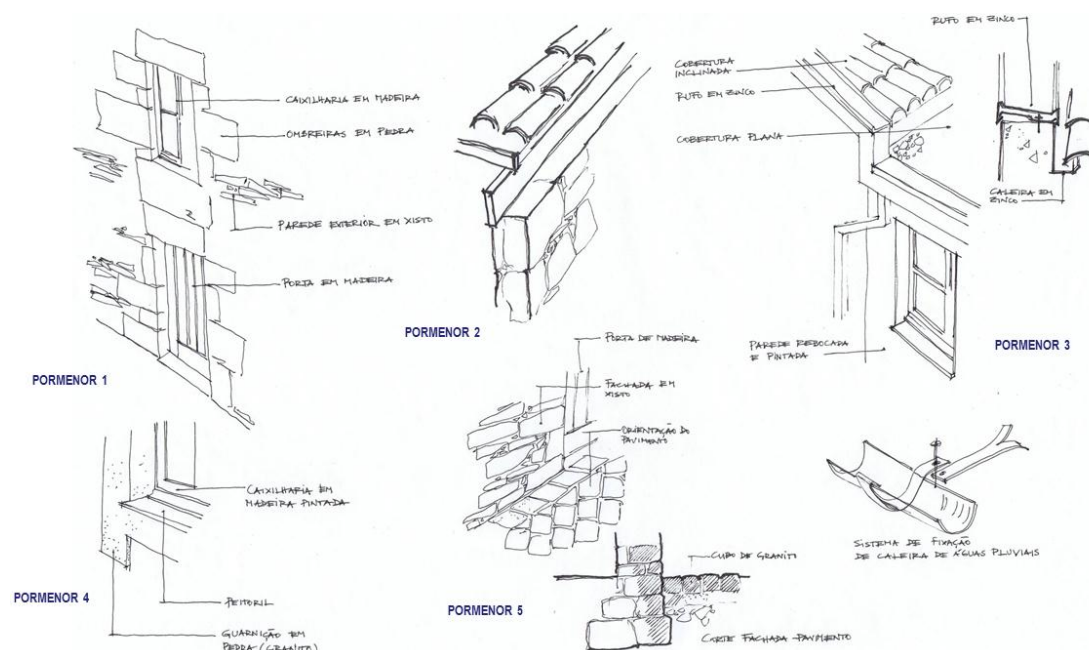 CAIXILHARIA EM MADEIRA
OMBREIRAS EM PEDRA
PAREDE EXTERIOR EM XISTO
PORTA EM MADEIRA
PORMENOR 1
PORMENOR 2
COBERTURA
INCLINADA
RUFO EM ZINCO
COBERTURA PLANA
PAREDE REBOCADA
E PINTADA
RUFO EM ZINCO
CALEIRA EM
ZINCO
PORMENOR 3
CAIXILHARIA EM
MADEIRA PINTADA
PEITORIL
GUARNIÇÃO EM
PEDRA (GRANITO)
PORMENOR 4
PORTA DE MADEIRA
FACHADA EM
XISTO
ORIENTAÇÃO DO
PAVIMENTO
CUBO DE GRANITI
CORTE FACHADA-PAVIMENTO
PORMENOR 5
SISTEMA DE FIXAÇÃO
DE CALEIRA DE ÁGUAS PLUVIAIS